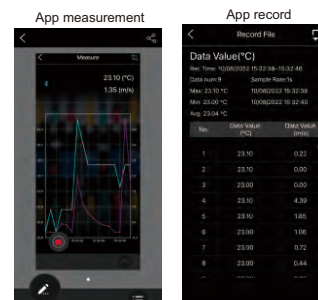 App measurement
App record
Measure
23.10 (°C)
1.35 (m/s)
Record File
Data Value(°C)
Rec Time: 10/08/2022 15:32:38~15:32:46
Data num:9 Sample Rate:1s
Max: 23.10 °C 10/08/2022 15:32:38
Min: 23.00 °C 10/08/2022 15:32:40
Avg: 23.04 °C
No. Data Value (°C) Data Value (m/s)
1 23.10 0.22
2 23.10 0.00
3 23.00 0.00
4 23.10 4.39
5 23.10 1.85
6 23.00 1.06
7 23.00 0.72
8 23.00 0.44